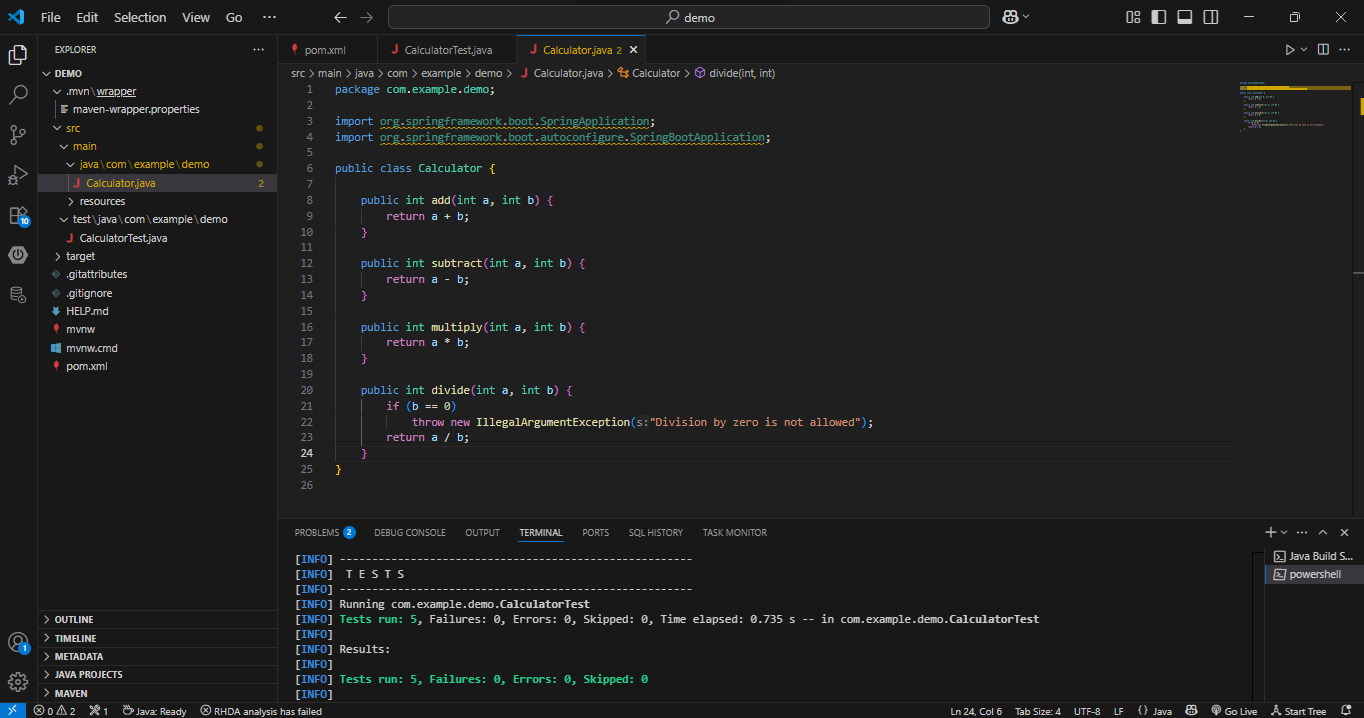 File Edit Selection View Go ··· demo
EXPLORER ···
DEMO
.mvn\wrapper
maven-wrapper.properties
src
main
java\com\example\demo
Calculator.java 2
resources
test\java\com\example\demo
CalculatorTest.java
target
.gitattributes
.gitignore
HELP.md
mvnw
mvnw.cmd
pom.xml
10
OUTLINE
TIMELINE
METADATA
JAVA PROJECTS
MAVEN
1
pom.xml CalculatorTest.java Calculator.java 2
src > main > java > com > example > demo > Calculator.java > Calculator > divide(int, int)
1 package com.example.demo;
2
3 import org.springframework.boot.SpringApplication;
4 import org.springframework.boot.autoconfigure.SpringBootApplication;
5
6 public class Calculator {
7
8 public int add(int a, int b) {
9 return a + b;
10 }
11
12 public int subtract(int a, int b) {
13 return a - b;
14 }
15
16 public int multiply(int a, int b) {
17 return a * b;
18 }
19
20 public int divide(int a, int b) {
21 if (b == 0)
22 throw new IllegalArgumentException(s:"Division by zero is not allowed");
23 return a / b;
24 }
25 }
26
PROBLEMS 2 DEBUG CONSOLE OUTPUT TERMINAL PORTS SQL HISTORY TASK MONITOR
[INFO] -------------------------------------------------------
[INFO]  T E S T S
[INFO] -------------------------------------------------------
[INFO] Running com.example.demo.CalculatorTest
[INFO] Tests run: 5, Failures: 0, Errors: 0, Skipped: 0, Time elapsed: 0.735 s -- in com.example.demo.CalculatorTest
[INFO]
[INFO] Results:
[INFO]
[INFO] Tests run: 5, Failures: 0, Errors: 0, Skipped: 0
[INFO]
Java Build S...
powershell
0 2 1 Java: Ready RHDA analysis has failed Ln 24, Col 6 Tab Size: 4 UTF-8 LF {} Java Go Live Start Tree